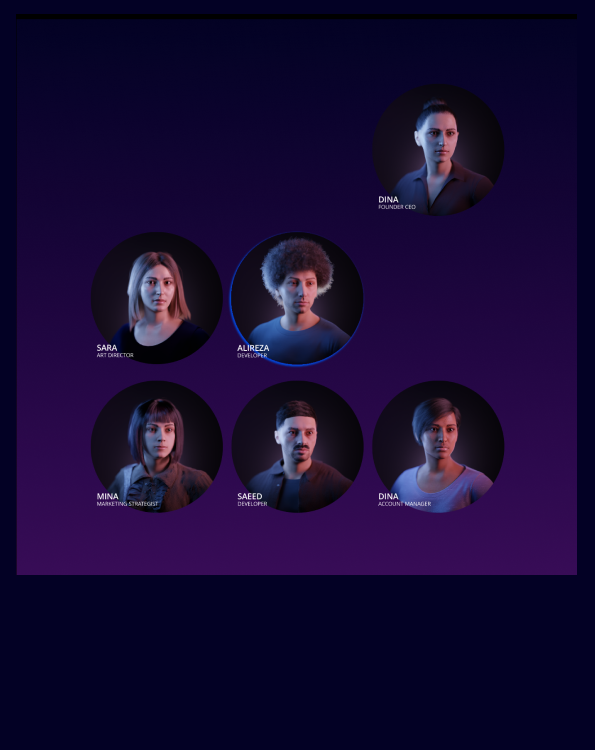 DINA
FOUNDER CEO
SARA
ART DIRECTOR
ALIREZA
DEVELOPER
MINA
MARKETING STRATEGIST
SAEED
DEVELOPER
DINA
ACCOUNT MANAGER